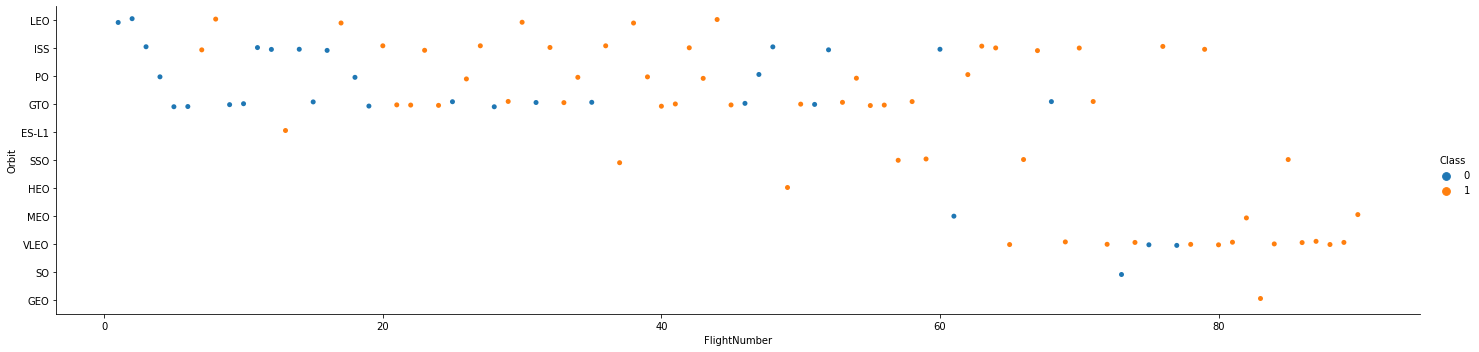 LEO
ISS
PO
GTO
ES-L1
SSO
HEO
MEO
VLEO
SO
GEO
Orbit
0
20
40
60
80
FlightNumber
Class
0
1